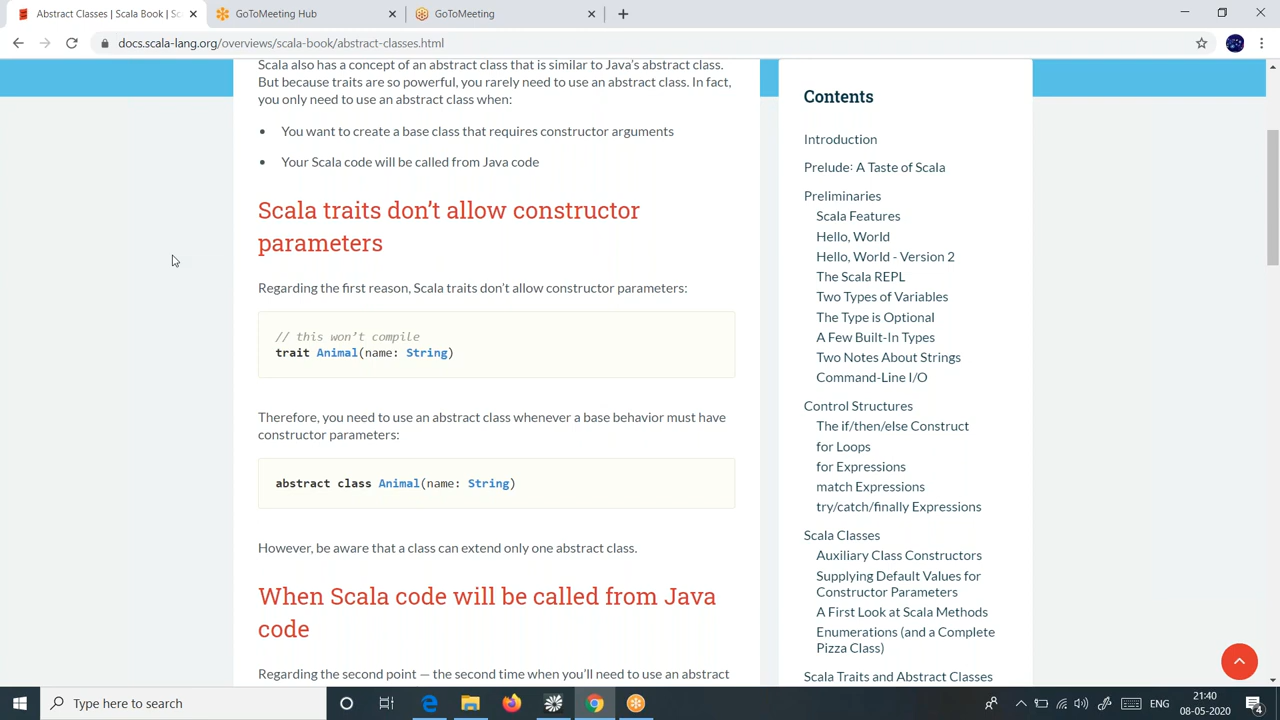 Abstract Classes | Scala Book | Sc
GoToMeeting Hub
GoToMeeting
docs.scala-lang.org/overviews/scala-book/abstract-classes.html
Scala also has a concept of an abstract class that is similar to Java's abstract class.
But because traits are so powerful, you rarely need to use an abstract class. In fact,
you only need to use an abstract class when:
• You want to create a base class that requires constructor arguments
• Your Scala code will be called from Java code
Scala traits don't allow constructor
parameters
Regarding the first reason, Scala traits don't allow constructor parameters:
// this won't compile
trait Animal(name: String)
Therefore, you need to use an abstract class whenever a base behavior must have
constructor parameters:
abstract class Animal(name: String)
However, be aware that a class can extend only one abstract class.
When Scala code will be called from Java
code
Regarding the second point — the second time when you'll need to use an abstract
Contents
Introduction
Prelude: A Taste of Scala
Preliminaries
Scala Features
Hello, World
Hello, World - Version 2
The Scala REPL
Two Types of Variables
The Type is Optional
A Few Built-In Types
Two Notes About Strings
Command-Line I/O
Control Structures
The if/then/else Construct
for Loops
for Expressions
match Expressions
try/catch/finally Expressions
Scala Classes
Auxiliary Class Constructors
Supplying Default Values for
Constructor Parameters
A First Look at Scala Methods
Enumerations (and a Complete
Pizza Class)
Scala Traits and Abstract Classes
Type here to search
ENG
21:40
08-05-2020
4